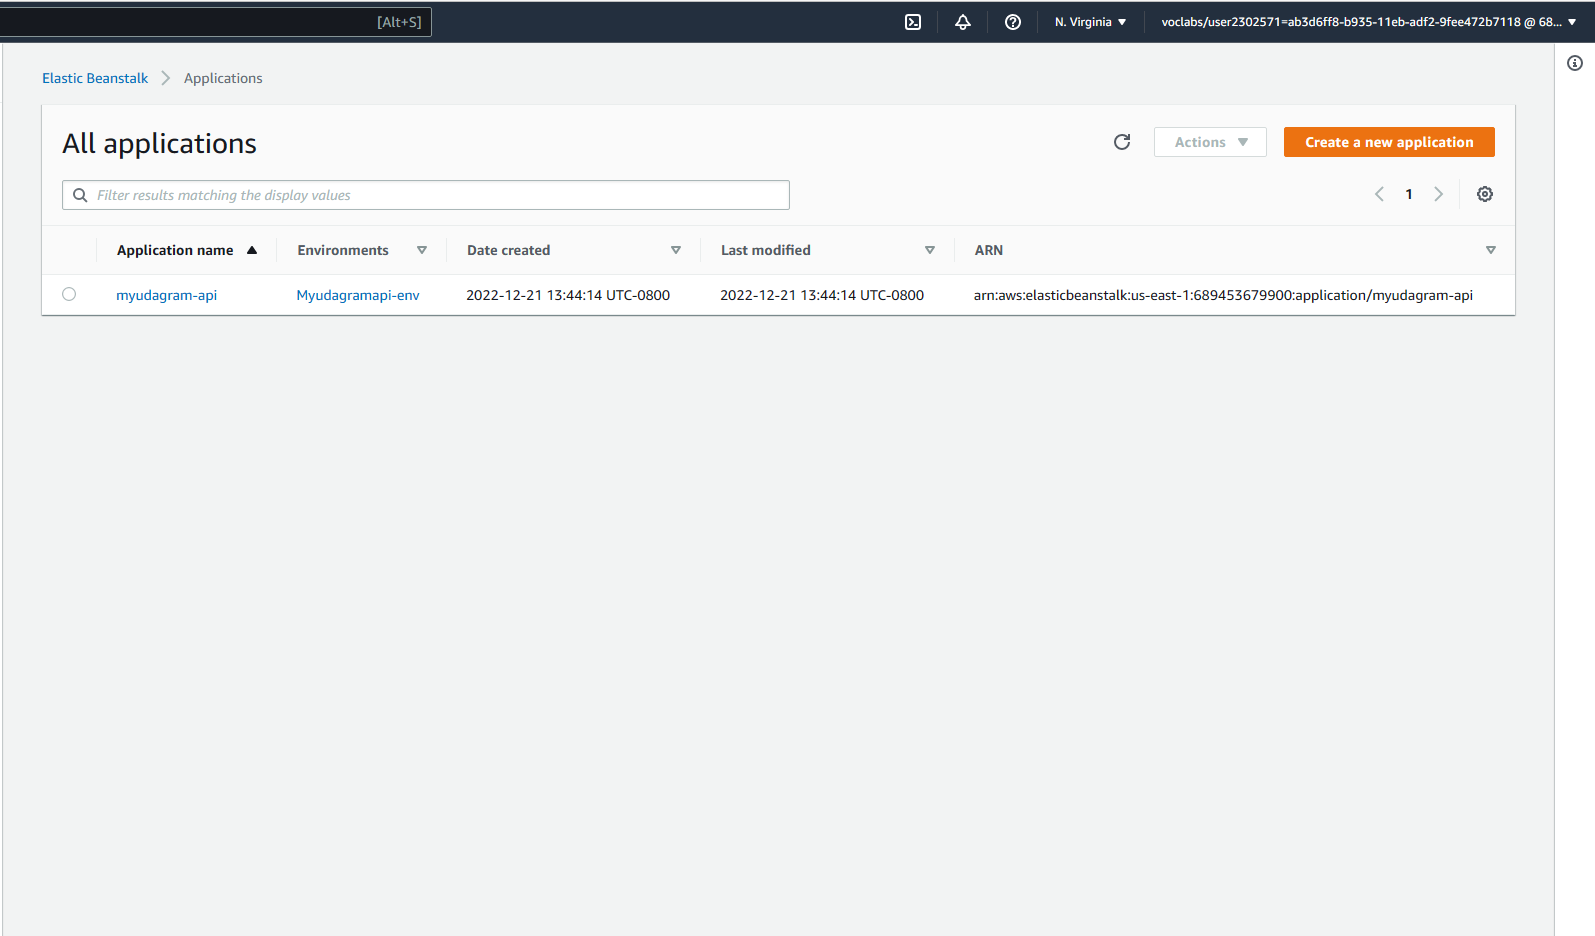 [Alt+S] N. Virginia voclabs/user2302571=ab3d6ff8-b935-11eb-adf2-9fee472b7118 @ 68...
Elastic Beanstalk Applications
All applications Actions Create a new application
Filter results matching the display values 1
Application name Environments Date created Last modified ARN
myudagram-api Myudagramapi-env 2022-12-21 13:44:14 UTC-0800 2022-12-21 13:44:14 UTC-0800 arn:aws:elasticbeanstalk:us-east-1:689453679900:application/myudagram-api